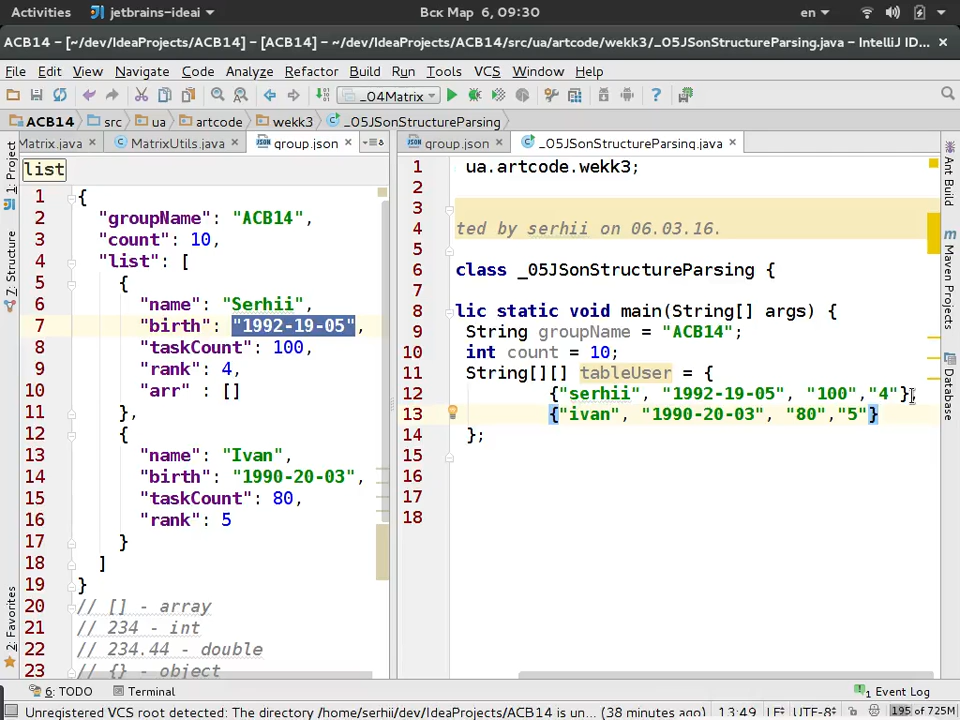 Activities jetbrains-ideai Вск Мар 6, 09:30 en
ACB14 – [~/dev/IdeaProjects/ACB14] – [ACB14] – ~/dev/IdeaProjects/ACB14/src/ua/artcode/wekk3/_05JSonStructureParsing.java – IntelliJ ID...
File Edit View Navigate Code Analyze Refactor Build Run Tools VCS Window Help
_04Matrix
ACB14 src ua artcode wekk3 _05JSonStructureParsing
Matrix.java MatrixUtils.java group.json group.json _05JSonStructureParsing.java
1: Project
7: Structure
2: Favorites
list
1 {
2 "groupName": "ACB14",
3 "count": 10,
4 "list": [
5 {
6 "name": "Serhii",
7 "birth": "1992-19-05",
8 "taskCount": 100,
9 "rank": 4,
10 "arr" : []
11 },
12 {
13 "name": "Ivan",
14 "birth": "1990-20-03",
15 "taskCount": 80,
16 "rank": 5
17 }
18 ]
19 }
20 // [] - array
21 // 234 - int
22 // 234.44 - double
23 // {} - object
1 ua.artcode.wekk3;
2
3
4 ted by serhii on 06.03.16.
5
6 class _05JSonStructureParsing {
7
8 lic static void main(String[] args) {
9 String groupName = "ACB14";
10 int count = 10;
11 String[][] tableUser = {
12 {"serhii", "1992-19-05", "100","4"},
13 {"ivan", "1990-20-03", "80","5"}
14 };
15
16
17
18
Ant Build
Maven Projects
Database
6: TODO Terminal 1 Event Log
Unregistered VCS root detected: The directory /home/serhii/dev/IdeaProjects/ACB14 is un... (38 minutes ago) 13:49 LF UTF-8 195 of 725M